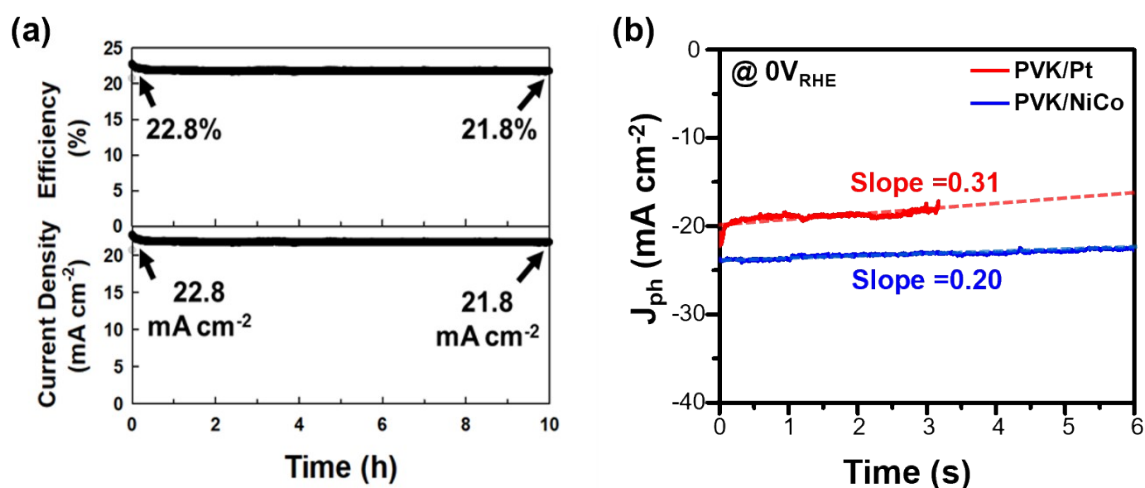 (a)
25
20
15
10
5
0
Efficiency
(%)
22.8%
21.8%
20
15
10
5
0
Current Density
(mA cm-2)
22.8
mA cm-2
21.8
mA cm-2
0 2 4 6 8 10
Time (h)
(b)
0
-10
-20
-30
-40
Jph (mA cm-2)
@ 0VRHE
PVK/Pt
PVK/NiCo
Slope =0.31
Slope =0.20
0 1 2 3 4 5 6
Time (s)